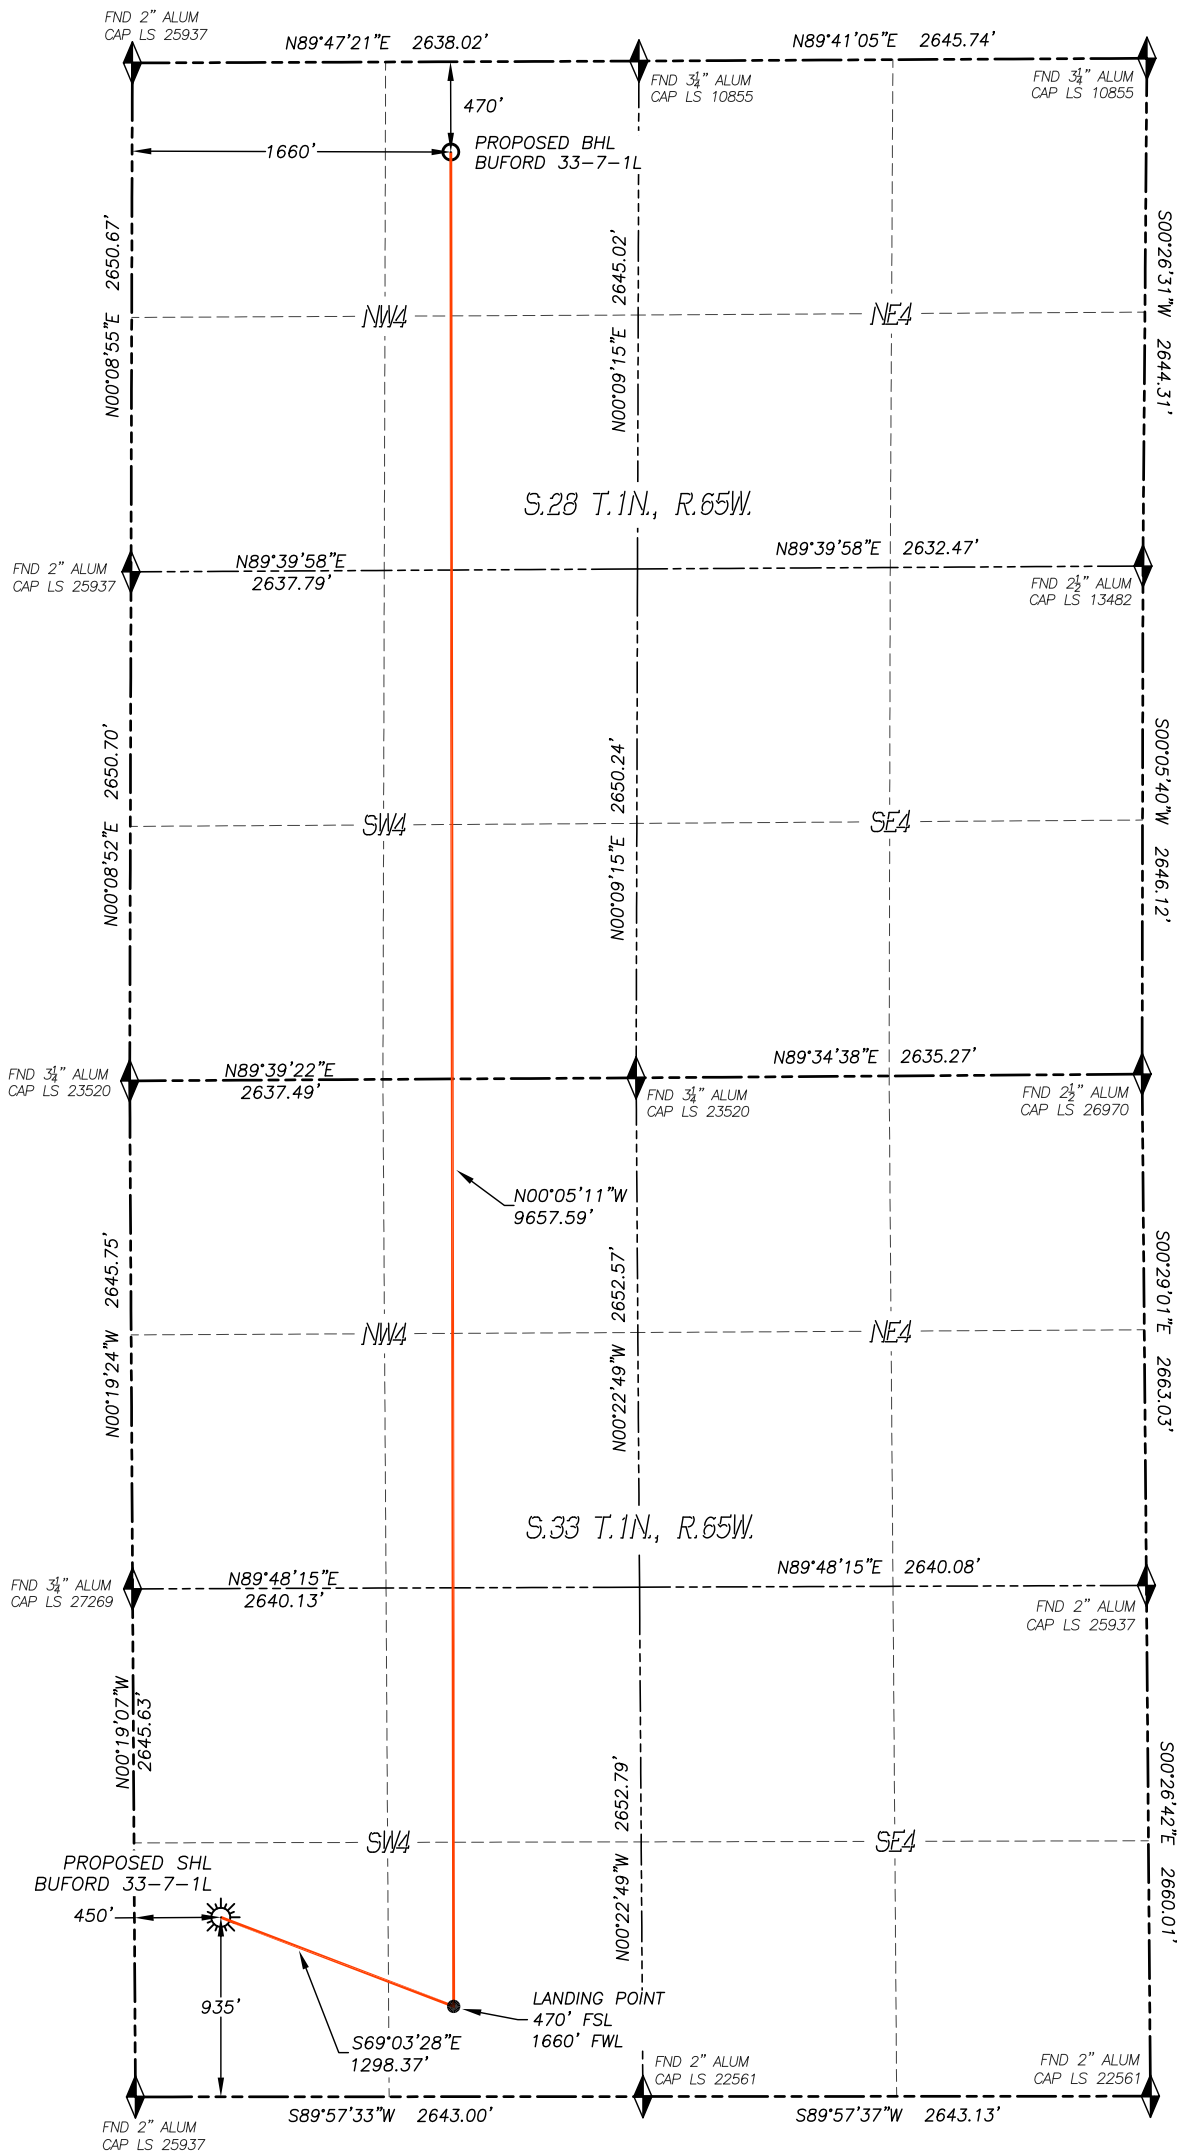 FND 2" ALUM
CAP LS 25937
N89°47'21"E 2638.02'
N89°41'05"E 2645.74'
FND 3¼" ALUM
CAP LS 10855
FND 3¼" ALUM
CAP LS 10855
470'
1660'
PROPOSED BHL
BUFORD 33-7-1L
N00°08'55"E 2650.67'
N00°09'15"E 2645.02'
S00°26'31"W 2644.31'
NW4
NE4
S.28 T.1N., R.65W.
FND 2" ALUM
CAP LS 25937
N89°39'58"E
2637.79'
N89°39'58"E 2632.47'
FND 2½" ALUM
CAP LS 13482
N00°08'52"E 2650.70'
N00°09'15"E 2650.24'
S00°05'40"W 2646.12'
SW4
SE4
FND 3¼" ALUM
CAP LS 23520
N89°39'22"E
2637.49'
N89°34'38"E 2635.27'
FND 3¼" ALUM
CAP LS 23520
FND 2½" ALUM
CAP LS 26970
N00°05'11"W
9657.59'
N00°19'24"W 2645.75'
N00°22'49"W 2652.57'
S00°29'01"E 2663.03'
NW4
NE4
S.33 T.1N., R.65W.
FND 3¼" ALUM
CAP LS 27269
N89°48'15"E
2640.13'
N89°48'15"E 2640.08'
FND 2" ALUM
CAP LS 25937
N00°19'07"W
2645.63'
N00°22'49"W 2652.79'
S00°26'42"E 2660.01'
SW4
SE4
PROPOSED SHL
BUFORD 33-7-1L
450'
935'
S69°03'28"E
1298.37'
LANDING POINT
470' FSL
1660' FWL
FND 2" ALUM
CAP LS 22561
FND 2" ALUM
CAP LS 22561
S89°57'33"W 2643.00'
S89°57'37"W 2643.13'
FND 2" ALUM
CAP LS 25937